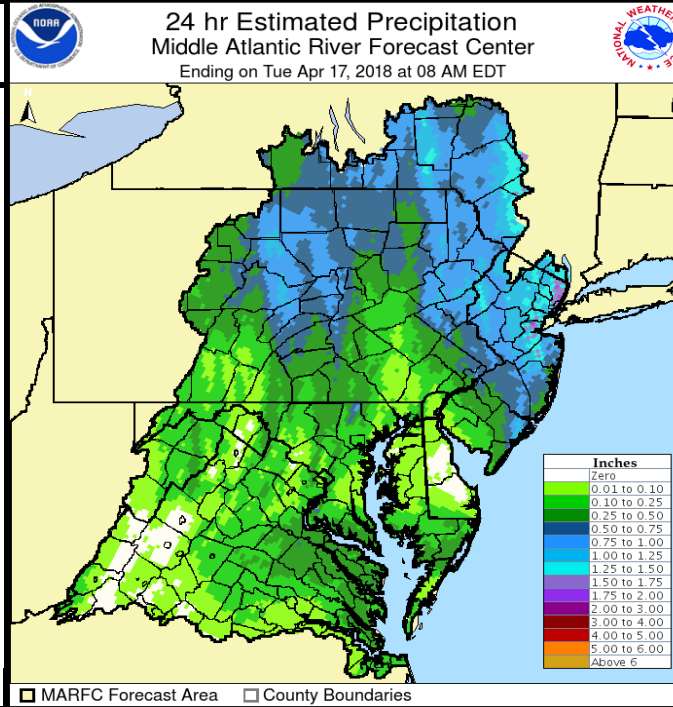 24 hr Estimated Precipitation
Middle Atlantic River Forecast Center
Ending on Tue Apr 17, 2018 at 08 AM EDT
NOAA
N
Inches
Zero
0.01 to 0.10
0.10 to 0.25
0.25 to 0.50
0.50 to 0.75
0.75 to 1.00
1.00 to 1.25
1.25 to 1.50
1.50 to 1.75
1.75 to 2.00
2.00 to 3.00
3.00 to 4.00
4.00 to 5.00
5.00 to 6.00
Above 6
MARFC Forecast Area
County Boundaries